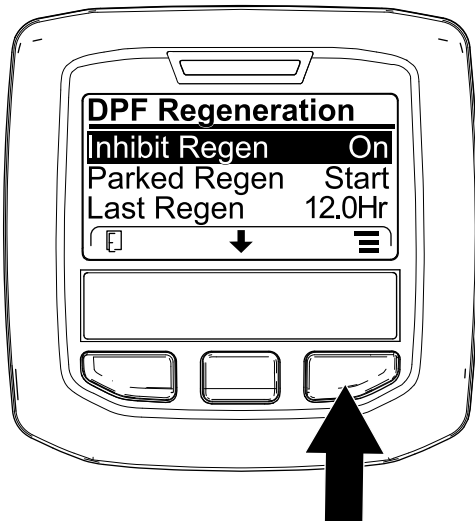 DPF Regeneration
Inhibit Regen On
Parked Regen Start
Last Regen 12.0Hr